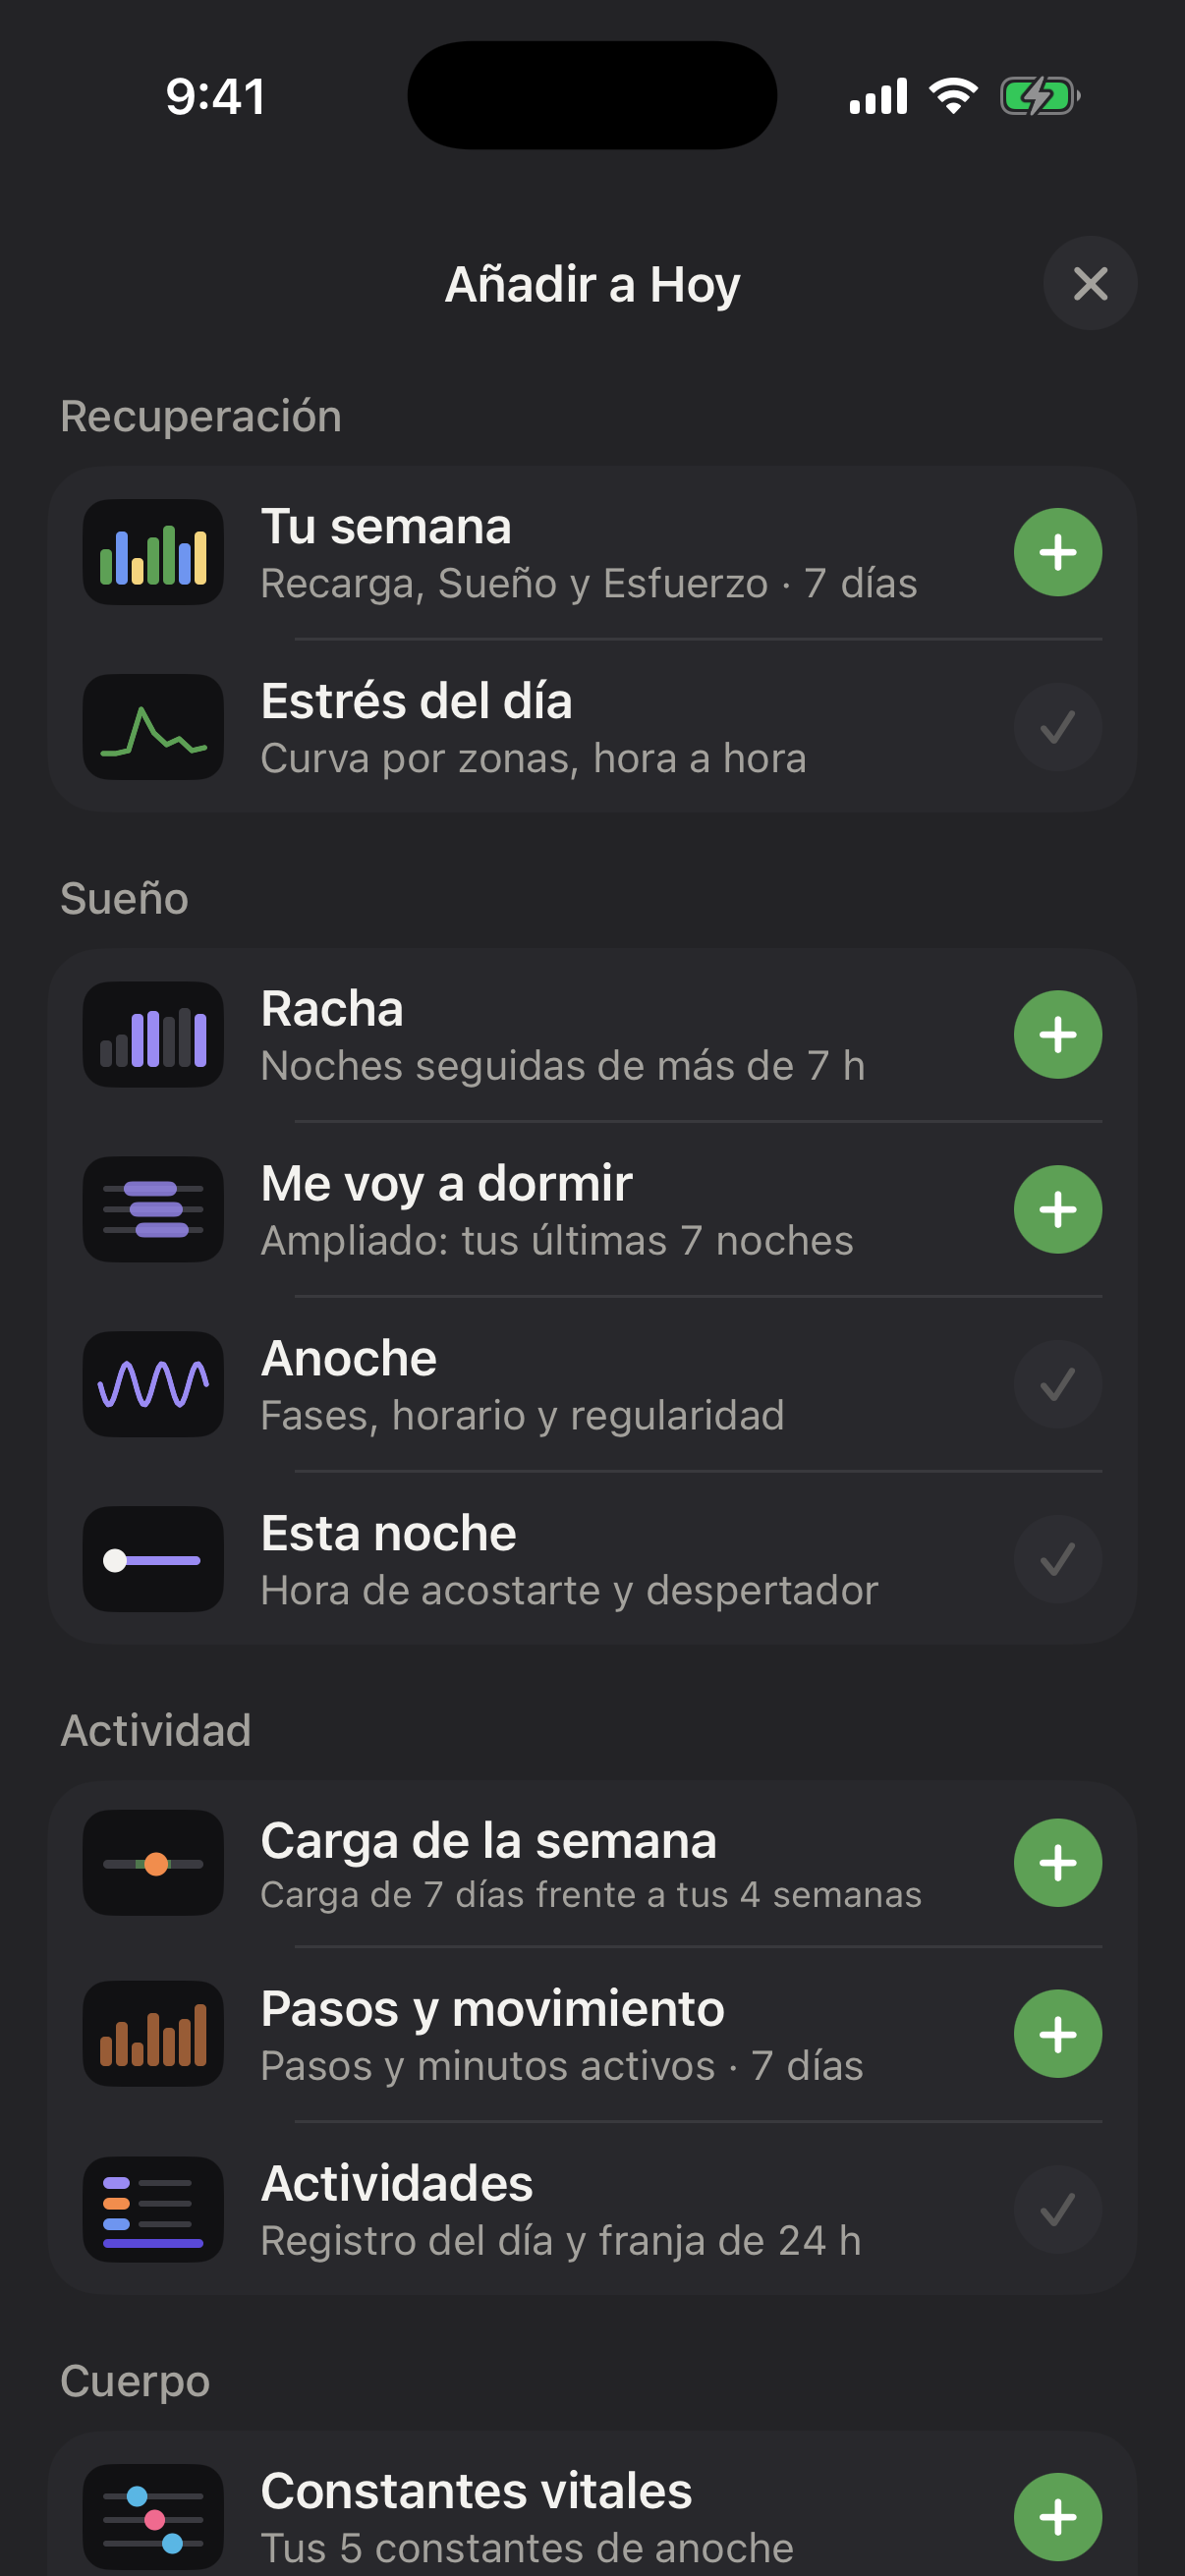 9:41
Añadir a Hoy
Recuperación
Tu semana
Recarga, Sueño y Esfuerzo · 7 días
Estrés del día
Curva por zonas, hora a hora
Sueño
Racha
Noches seguidas de más de 7 h
Me voy a dormir
Ampliado: tus últimas 7 noches
Anoche
Fases, horario y regularidad
Esta noche
Hora de acostarte y despertador
Actividad
Carga de la semana
Carga de 7 días frente a tus 4 semanas
Pasos y movimiento
Pasos y minutos activos · 7 días
Actividades
Registro del día y franja de 24 h
Cuerpo
Constantes vitales
Tus 5 constantes de anoche